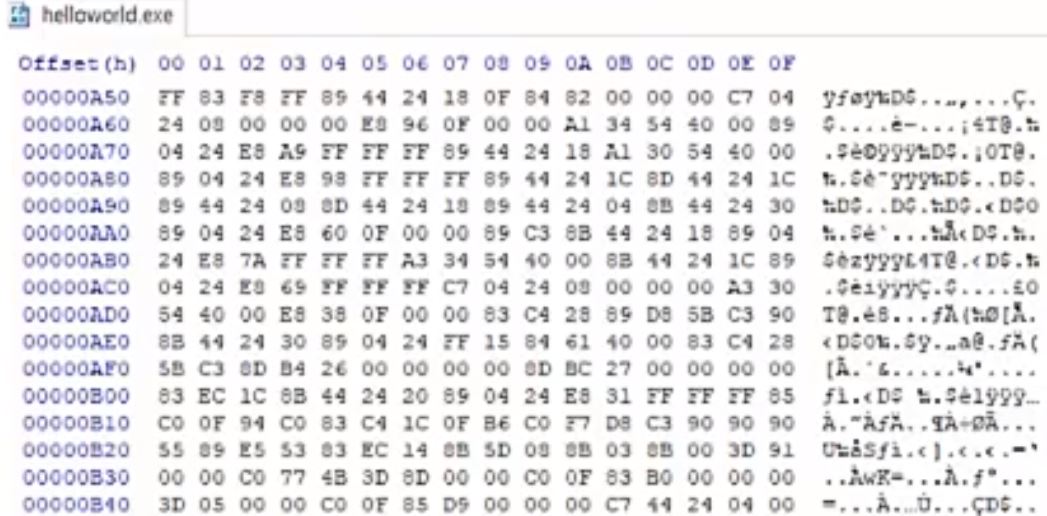 helloworld.exe
Offset(h) 00 01 02 03 04 05 06 07 08 09 0A 0B 0C 0D 0E 0F
00000A50 FF 83 F8 FF 89 44 24 18 0F 84 82 00 00 00 C7 04 ÿƒøÿ‰D$...„‚...Ç.
00000A60 24 08 00 00 00 E8 96 0F 00 00 A1 34 54 40 00 89 $....è–...¡4T@.‰
00000A70 04 24 E8 A9 FF FF FF 89 44 24 18 A1 30 54 40 00 .$è©ÿÿÿ‰D$.¡0T@.
00000A80 89 04 24 E8 98 FF FF FF 89 44 24 1C 8D 44 24 1C ‰.$è˜ÿÿÿ‰D$..D$.
00000A90 89 44 24 08 8D 44 24 18 89 44 24 04 8B 44 24 30 ‰D$..D$.‰D$.‹D$0
00000AA0 89 04 24 E8 60 0F 00 00 89 C3 8B 44 24 18 89 04 ‰.$è`...‰Ã‹D$.‰.
00000AB0 24 E8 7A FF FF FF A3 34 54 40 00 8B 44 24 1C 89 $èzÿÿÿ£4T@.‹D$.‰
00000AC0 04 24 E8 69 FF FF FF C7 04 24 08 00 00 00 A3 30 .$èiÿÿÿÇ.$....£0
00000AD0 54 40 00 E8 38 0F 00 00 83 C4 28 89 D8 5B C3 90 T@.è8...ƒÄ(‰Ø[Ã.
00000AE0 8B 44 24 30 89 04 24 FF 15 84 61 40 00 83 C4 28 ‹D$0‰.$ÿ.„a@.ƒÄ(
00000AF0 5B C3 8D B4 26 00 00 00 00 8D BC 27 00 00 00 00 [Ã.´&.....¼'....
00000B00 83 EC 1C 8B 44 24 20 89 04 24 E8 31 FF FF FF 85 ƒì.‹D$ ‰.$è1ÿÿÿ…
00000B10 C0 0F 94 C0 83 C4 1C 0F B6 C0 F7 D8 C3 90 90 90 À.”ÀƒÄ..¶À÷ØÃ...
00000B20 55 89 E5 53 83 EC 14 8B 5D 08 8B 03 8B 00 3D 91 U‰åSƒì.‹].‹.‹.=‘
00000B30 00 00 C0 77 4B 3D 8D 00 00 C0 0F 83 B0 00 00 00 ..ÀwK=...À.ƒ°...
00000B40 3D 05 00 00 C0 0F 85 D9 00 00 00 C7 44 24 04 00 =...À.…Ù...ÇD$..